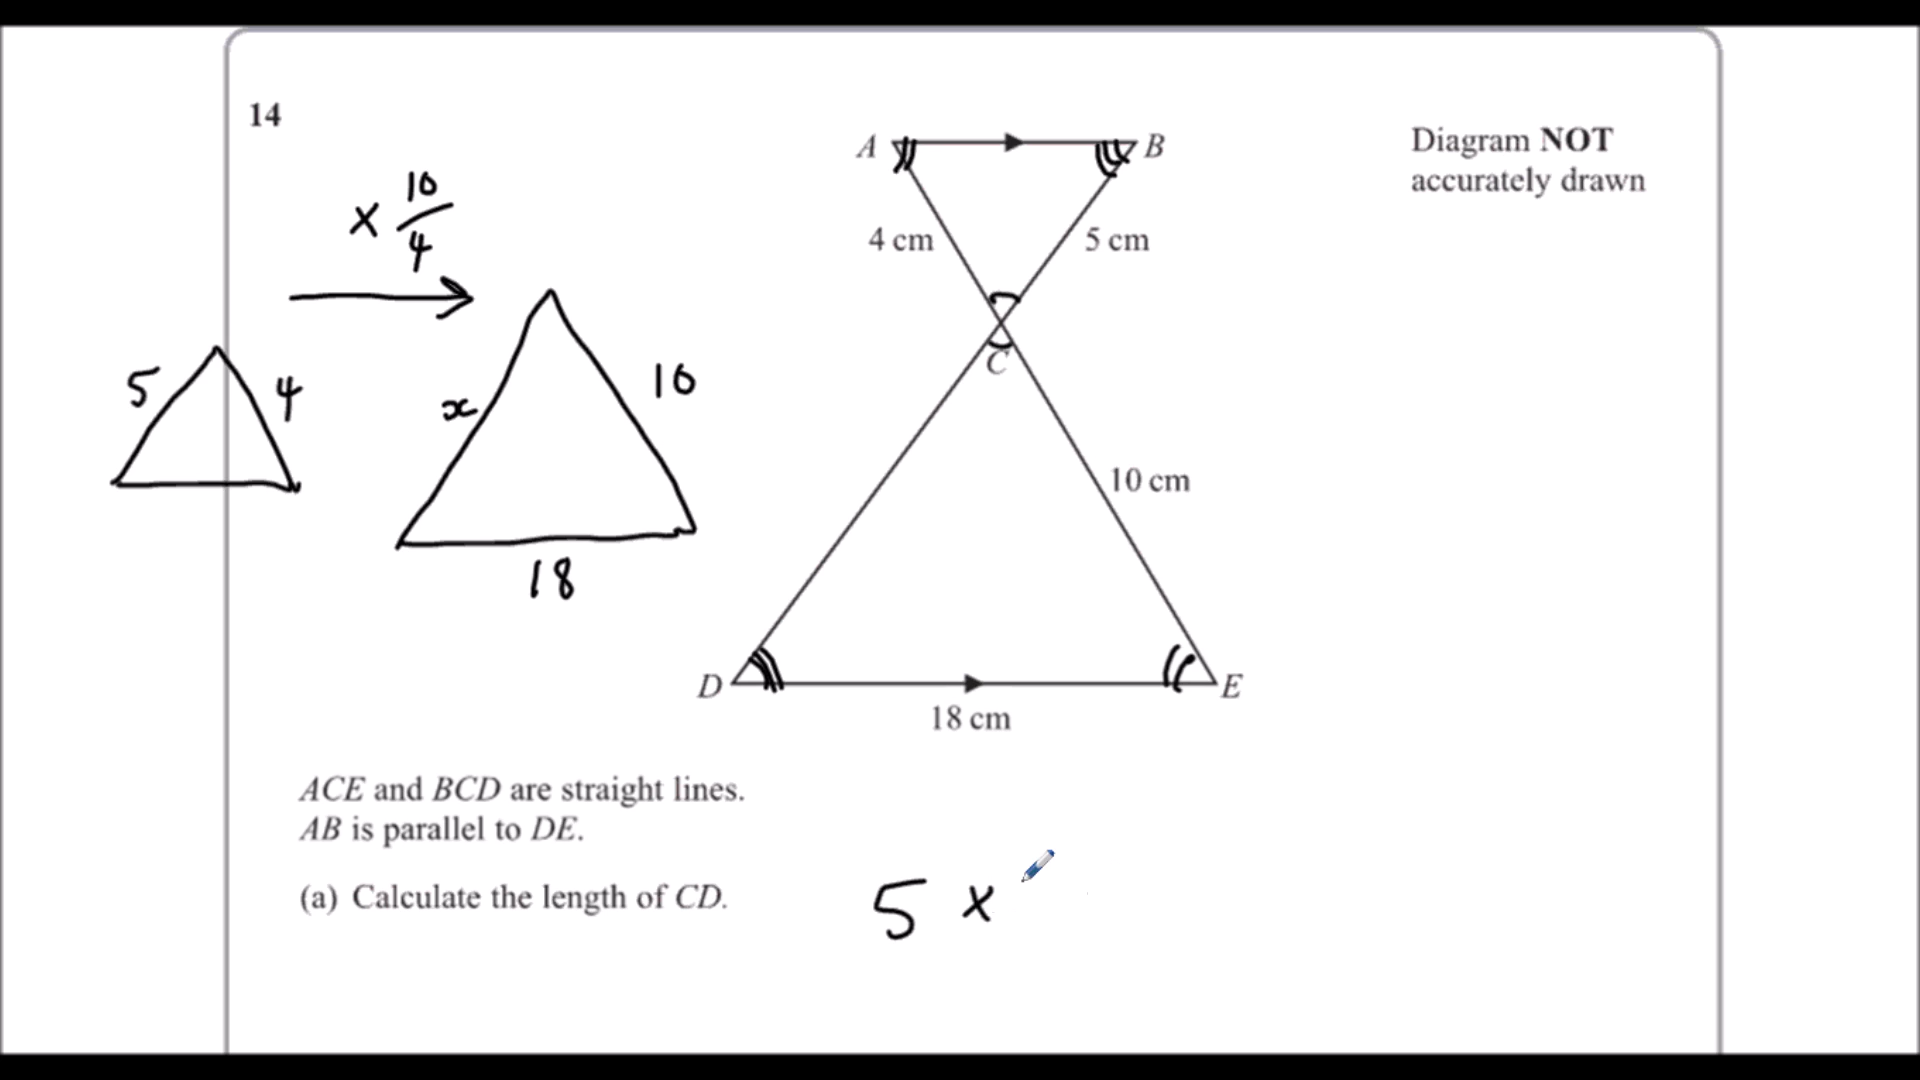 14
Diagram NOT
accurately drawn
A
B
4 cm
5 cm
C
10 cm
D
E
18 cm
× 10/4
5
4
x
10
18
ACE and BCD are straight lines.
AB is parallel to DE.
(a) Calculate the length of CD.
5 ×